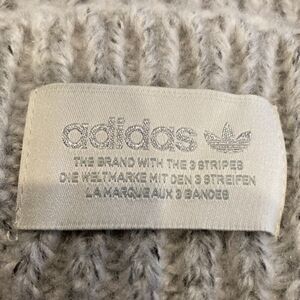 adidas
THE BRAND WITH THE 3 STRIPES
DIE WELTMARKE MIT DEN 3 STREIFEN
LA MARQUE AUX 3 BANDES